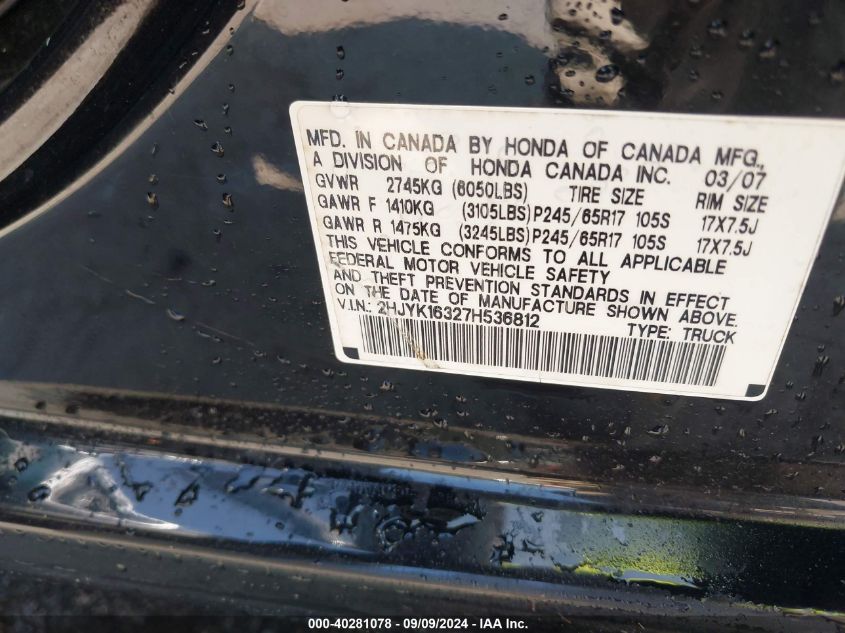 MFD. IN CANADA BY HONDA OF CANADA MFG.,
A DIVISION OF HONDA CANADA INC. 03/07
GVWR 2745KG (6050LBS) TIRE SIZE RIM SIZE
GAWR F 1410KG (3105LBS) P245/65R17 105S 17X7.5J
GAWR R 1475KG (3245LBS) P245/65R17 105S 17X7.5J
THIS VEHICLE CONFORMS TO ALL APPLICABLE
FEDERAL MOTOR VEHICLE SAFETY
AND THEFT PREVENTION STANDARDS IN EFFECT
ON THE DATE OF MANUFACTURE SHOWN ABOVE.
V.I.N.: 2HJYK16327H536812 TYPE: TRUCK
000-40281078 - 09/09/2024 - IAA Inc.